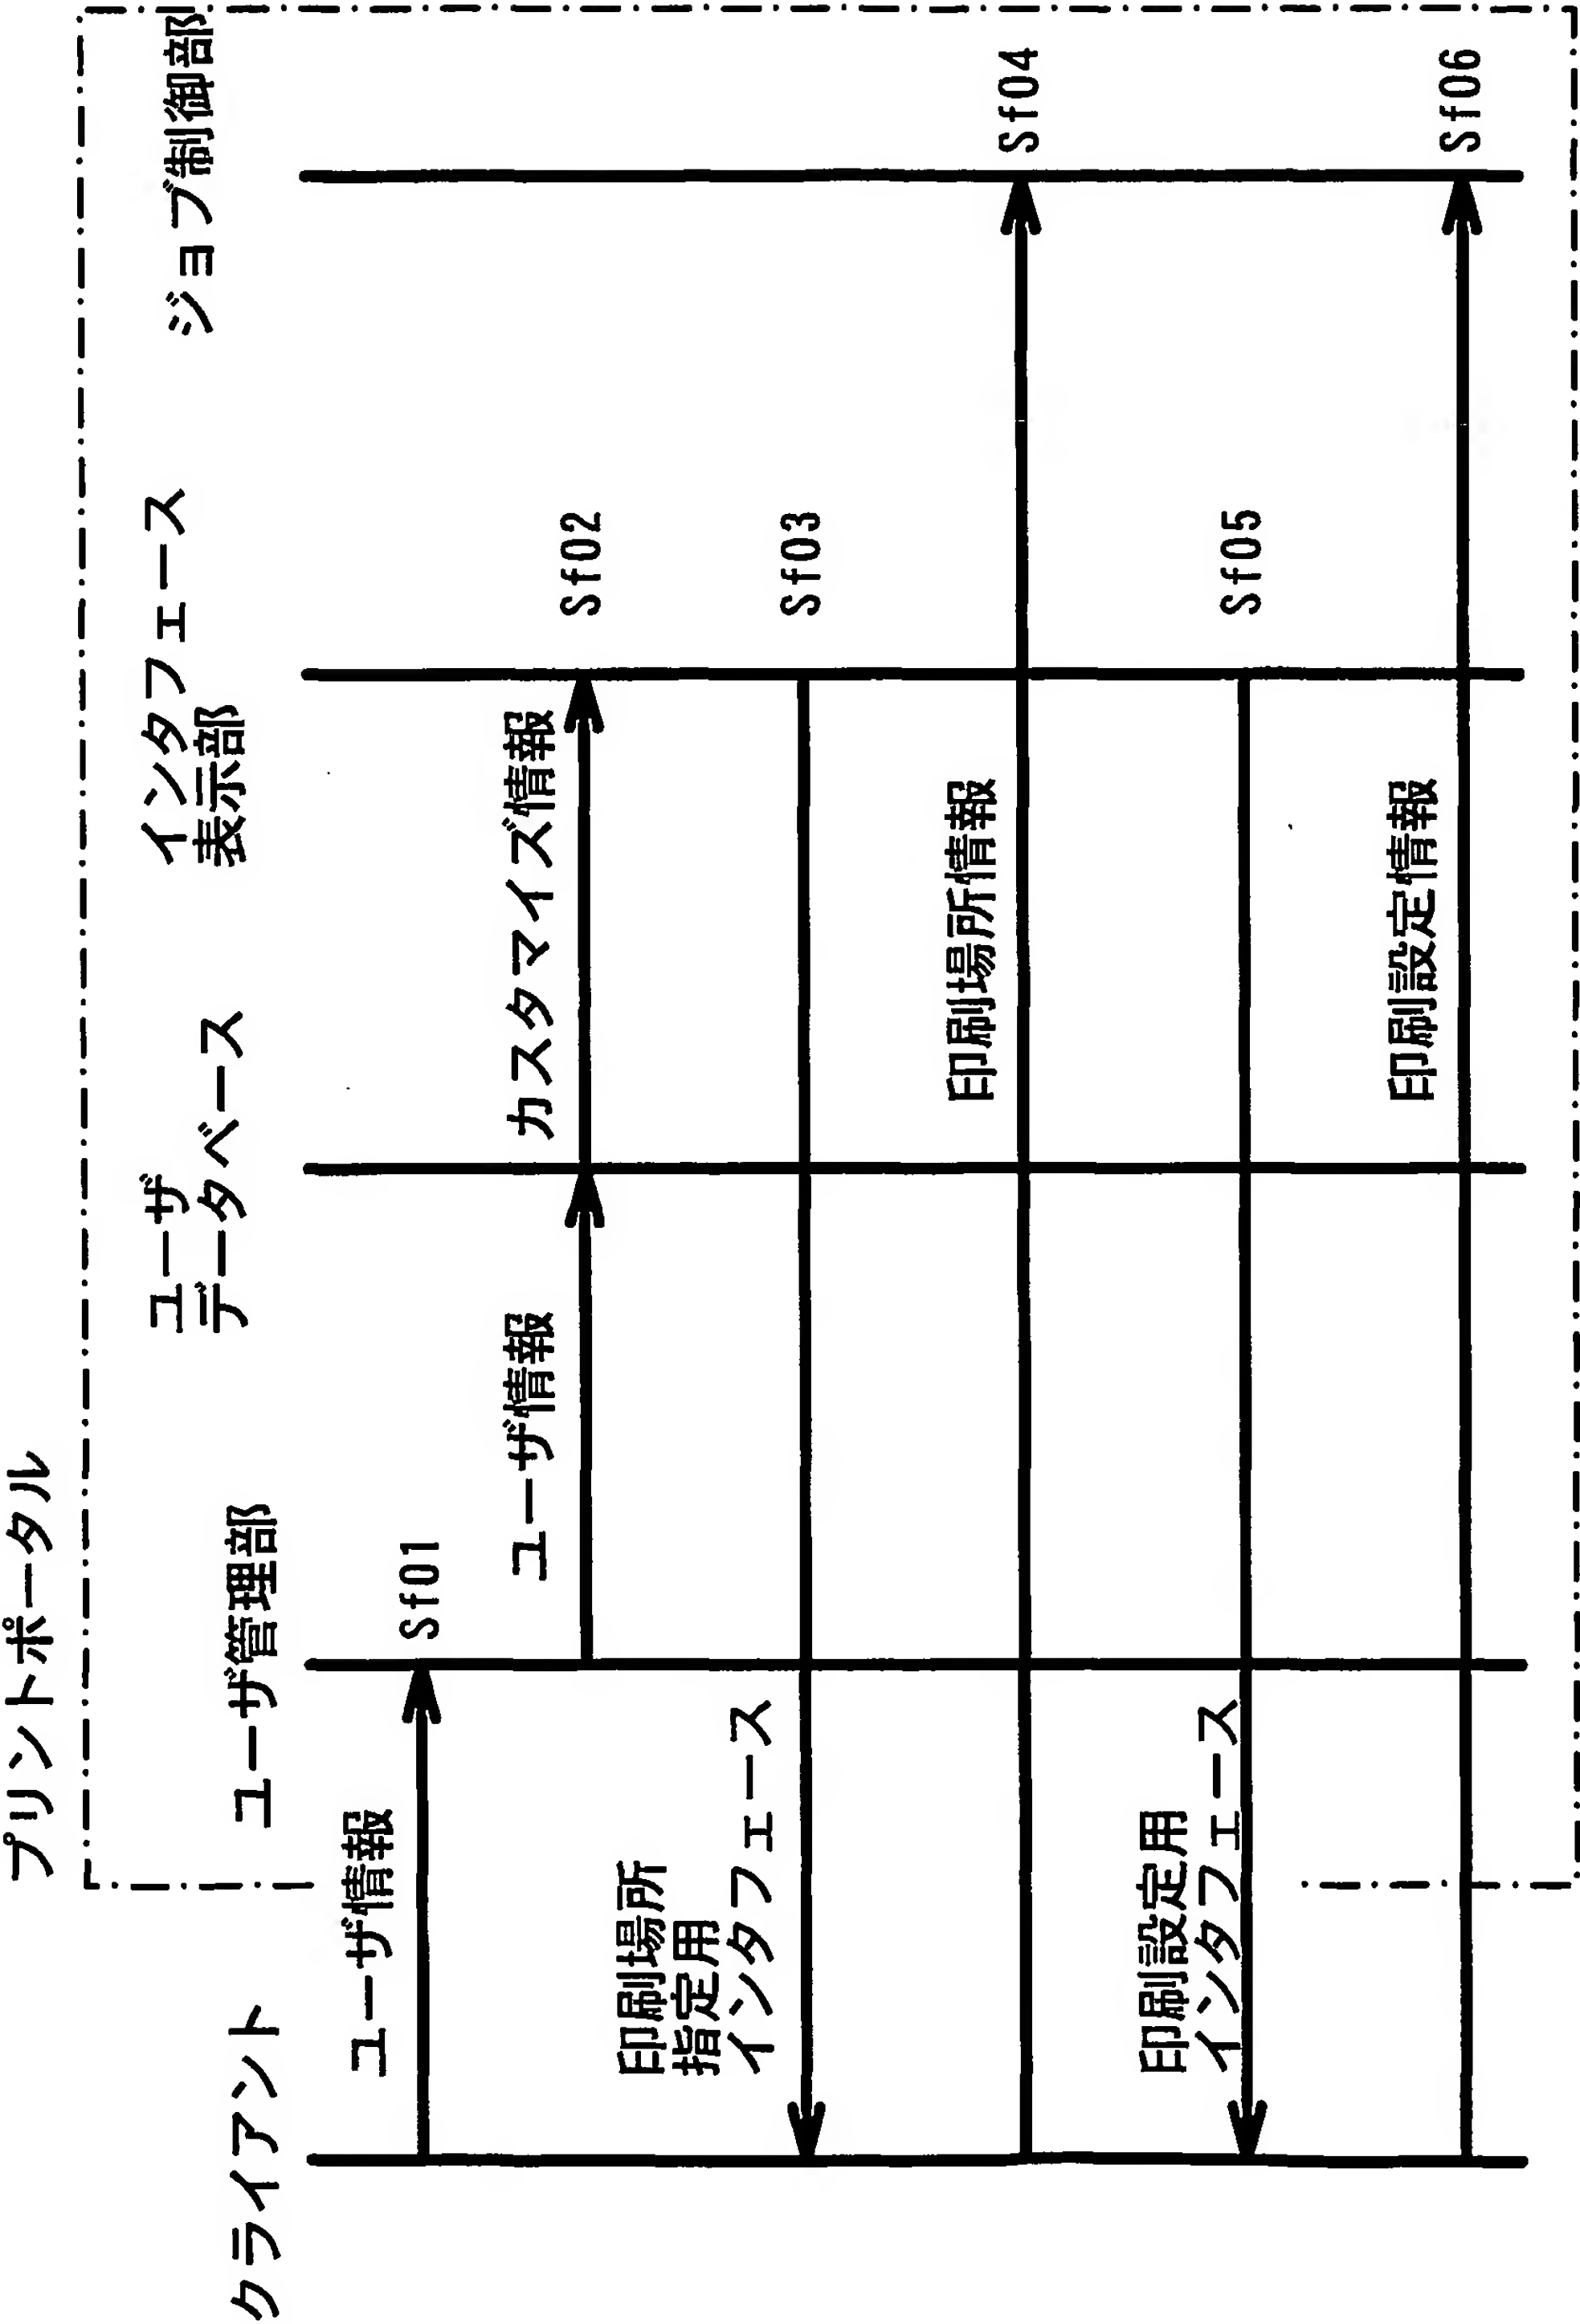 プリントポータル
クライアント
ユーザ管理部
ユーザ
データベース
インタフェース
表示部
ジョブ制御部
ユーザ情報
Sf01
ユーザ情報
カスタマイズ情報
Sf02
印刷場所
指定用
インタフェース
Sf03
印刷場所情報
Sf04
印刷設定用
インタフェース
Sf05
印刷設定情報
Sf06